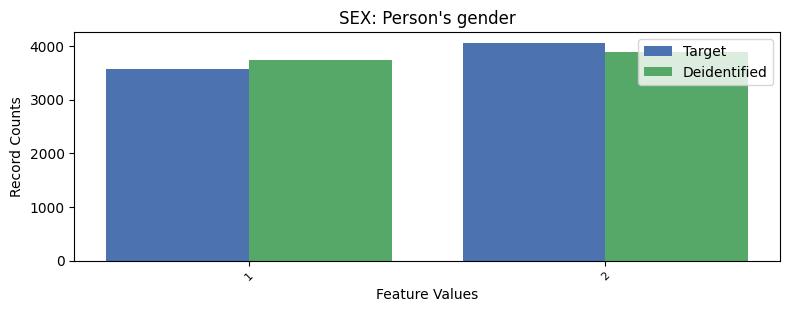 SEX: Person's gender
Target
Deidentified
4000
3000
2000
1000
0
Record Counts
1
2
Feature Values